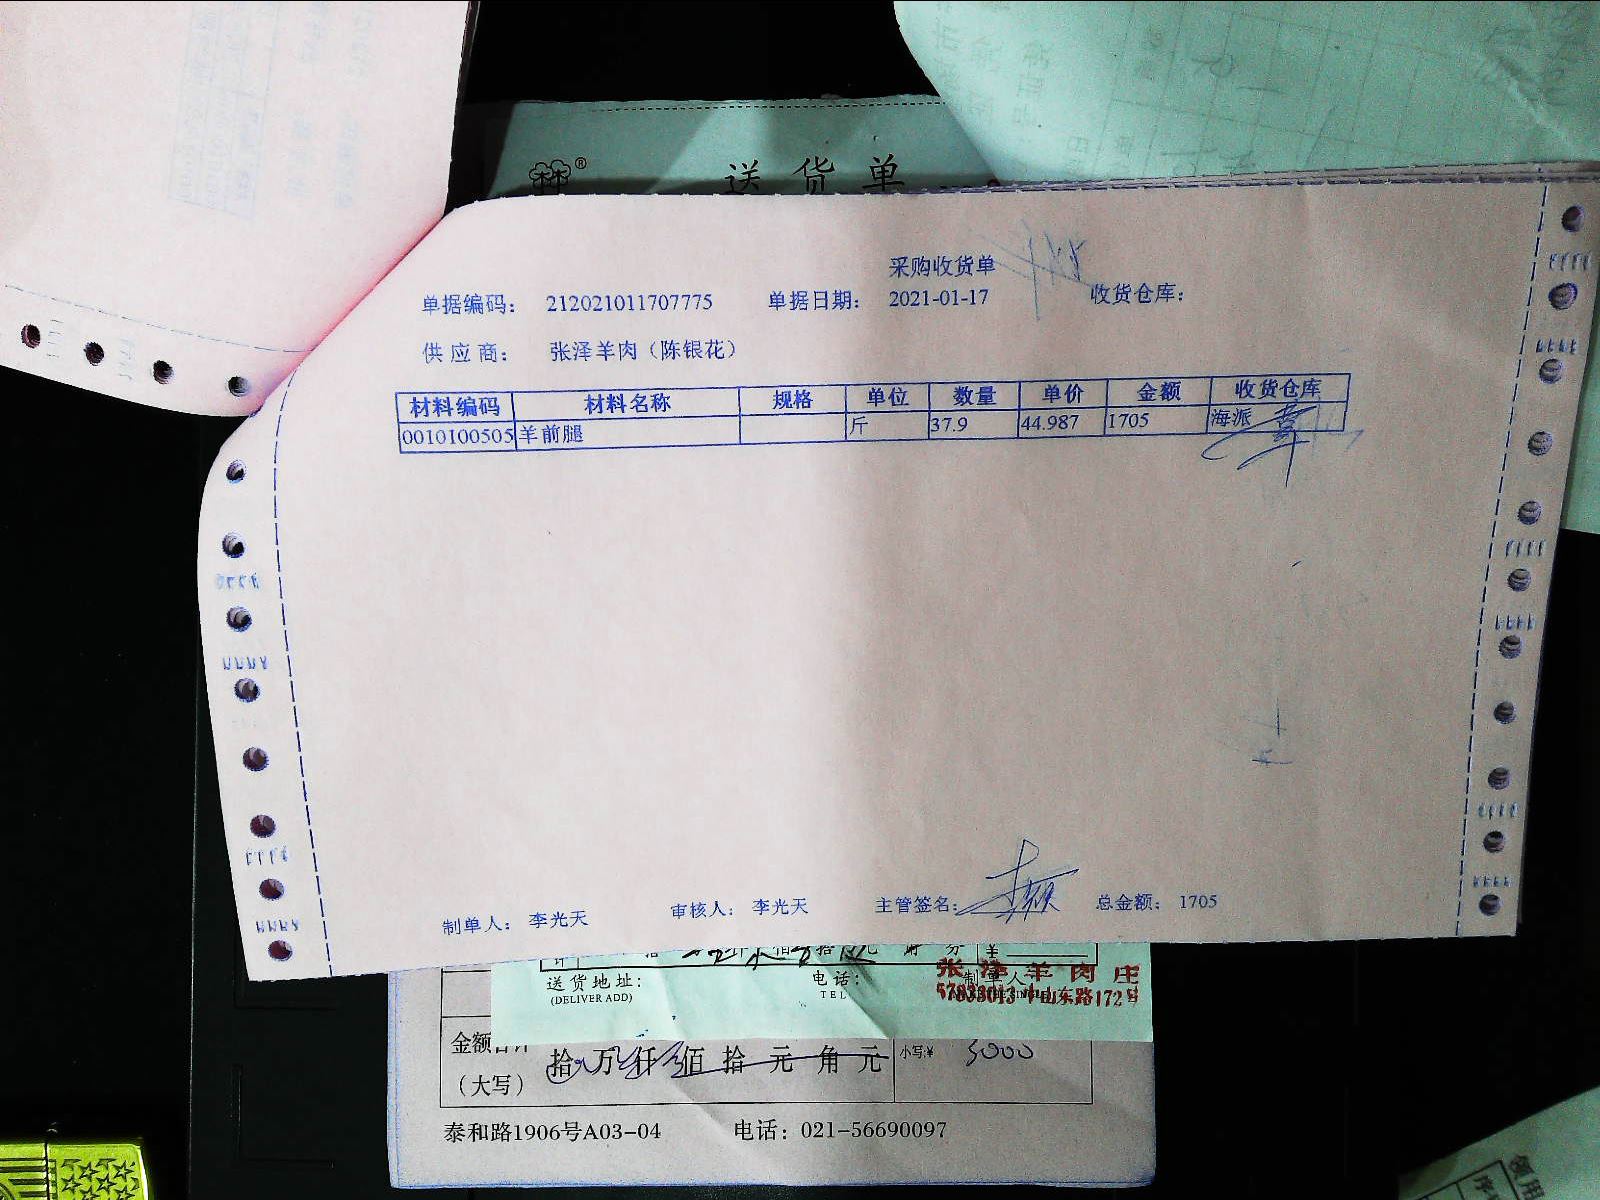 送货单
采购收货单
单据编码： 212021011707775 单据日期： 2021-01-17 收货仓库：
供应商： 张泽羊肉（陈银花）
材料编码 材料名称 规格 单位 数量 单价 金额 收货仓库
0010100505 羊前腿 斤 37.9 44.987 1705 海派
制单人： 李光天 审核人： 李光天 主管签名： 总金额： 1705
送货地址： 电话： 制单人
(DELIVER ADD) TEL
张泽羊肉庄
57833013 中山东路172号
金额合计 拾万仟佰拾元角元 小写:¥ 3000
（大写）
泰和路1906号A03-04 电话：021-56690097